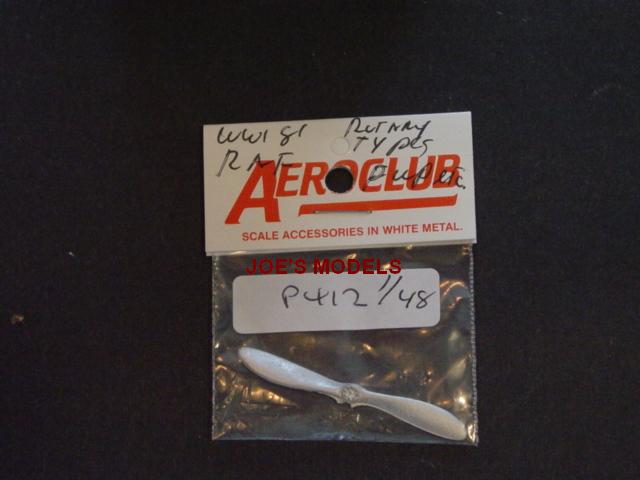 WWI Rotary
RAF Types
AEROCLUB
SCALE ACCESSORIES IN WHITE METAL.
JOE'S MODELS
P412 1/48